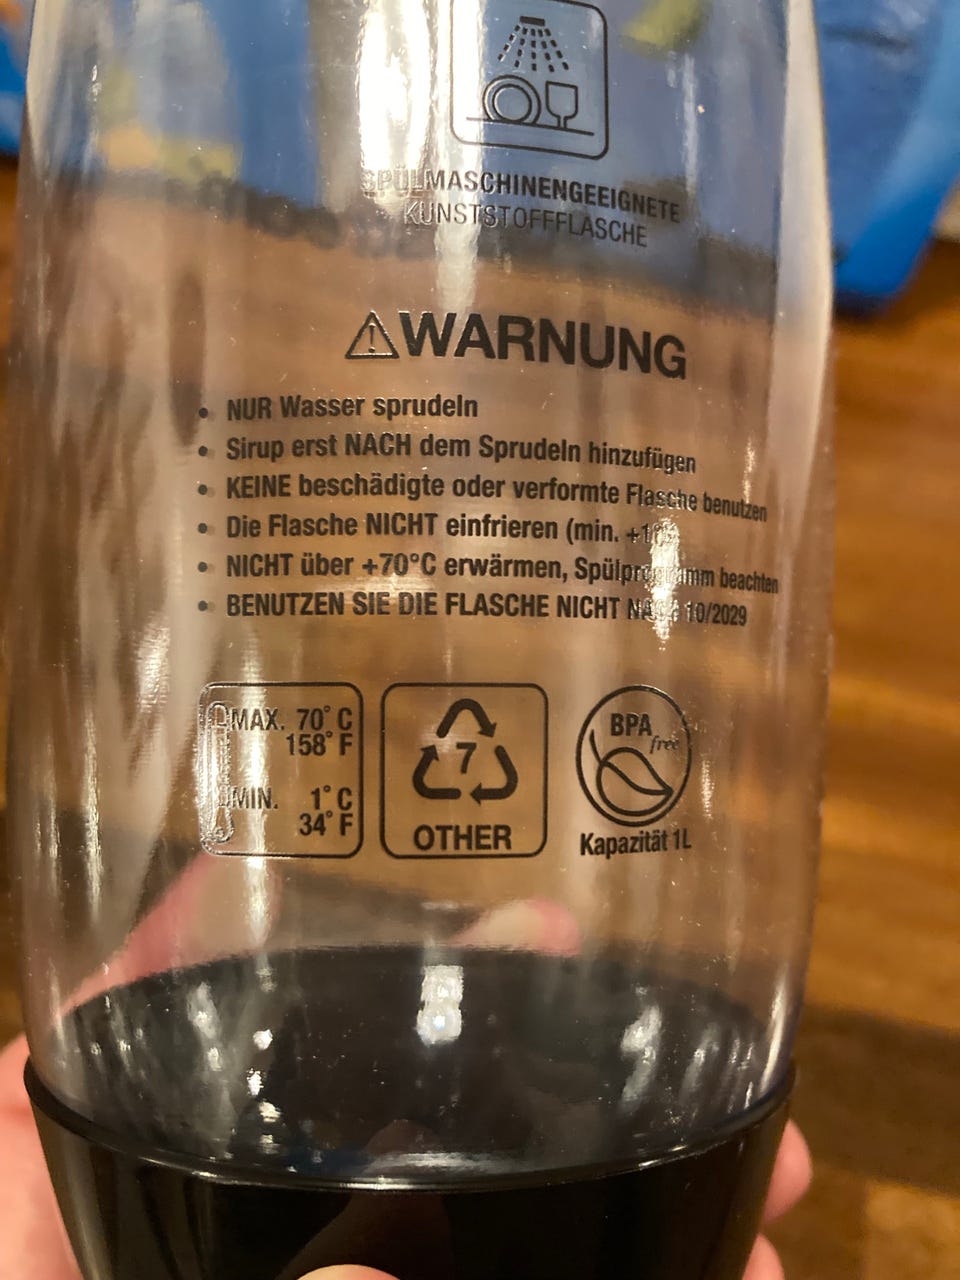 SPÜLMASCHINENGEEIGNETE
KUNSTSTOFFFLASCHE
WARNUNG
• NUR Wasser sprudeln
• Sirup erst NACH dem Sprudeln hinzufügen
• KEINE beschädigte oder verformte Flasche benutzen
• Die Flasche NICHT einfrieren (min.
• NICHT über +70°C erwärmen, beachten
• BENUTZEN SIE DIE FLASCHE NICHT NACH 10/2029
MAX. 70° C
158° F
MIN. 1° C
34° F
7
OTHER
BPA
free
Kapazität 1L